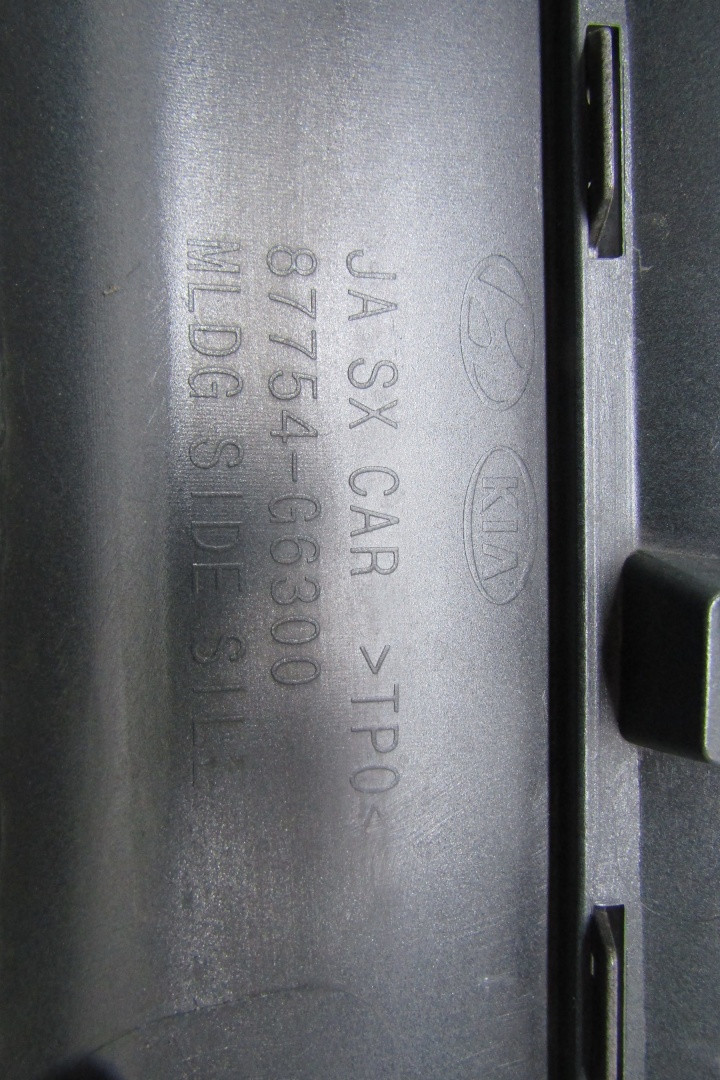 KIA
JA SX CAR >TPO<
87754-G6300
MLDG SIDE SILL